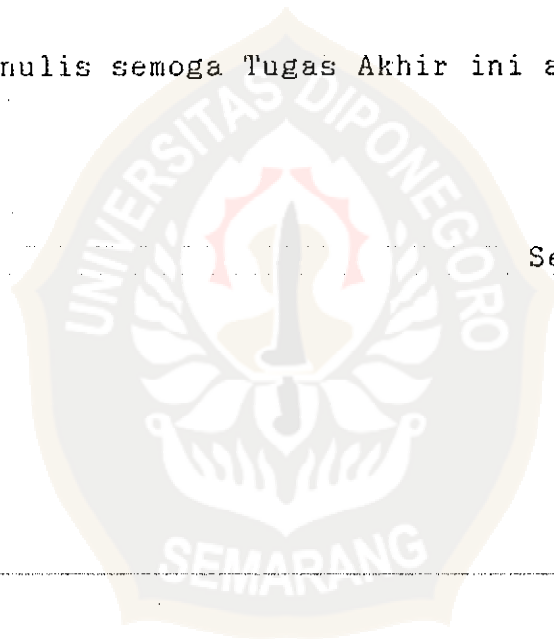 nulis semoga Tugas Akhir ini a
UNIVERSITAS DIPONEGORO
Se
SEMARANG